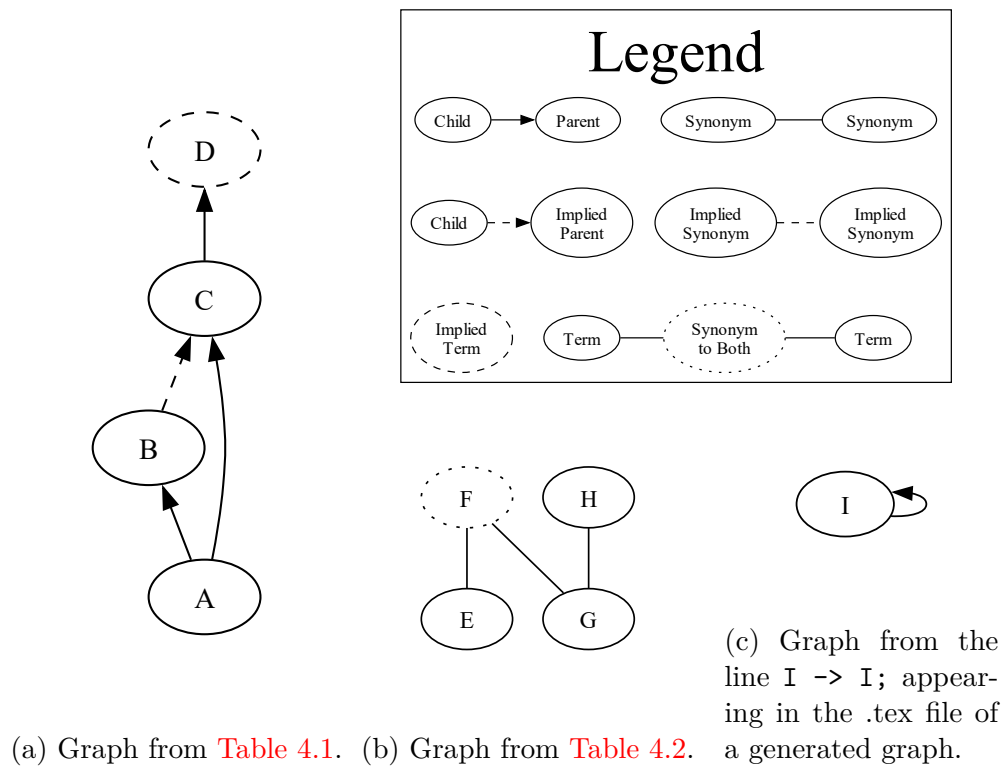 Legend
Child
Parent
Synonym
Synonym
Child
Implied
Parent
Implied
Synonym
Implied
Synonym
Implied
Term
Term
Synonym
to Both
Term
D
C
B
A
F
H
E
G
I
(a) Graph from Table 4.1.
(b) Graph from Table 4.2.
(c) Graph from the
line I -> I; appear-
ing in the .tex file of
a generated graph.